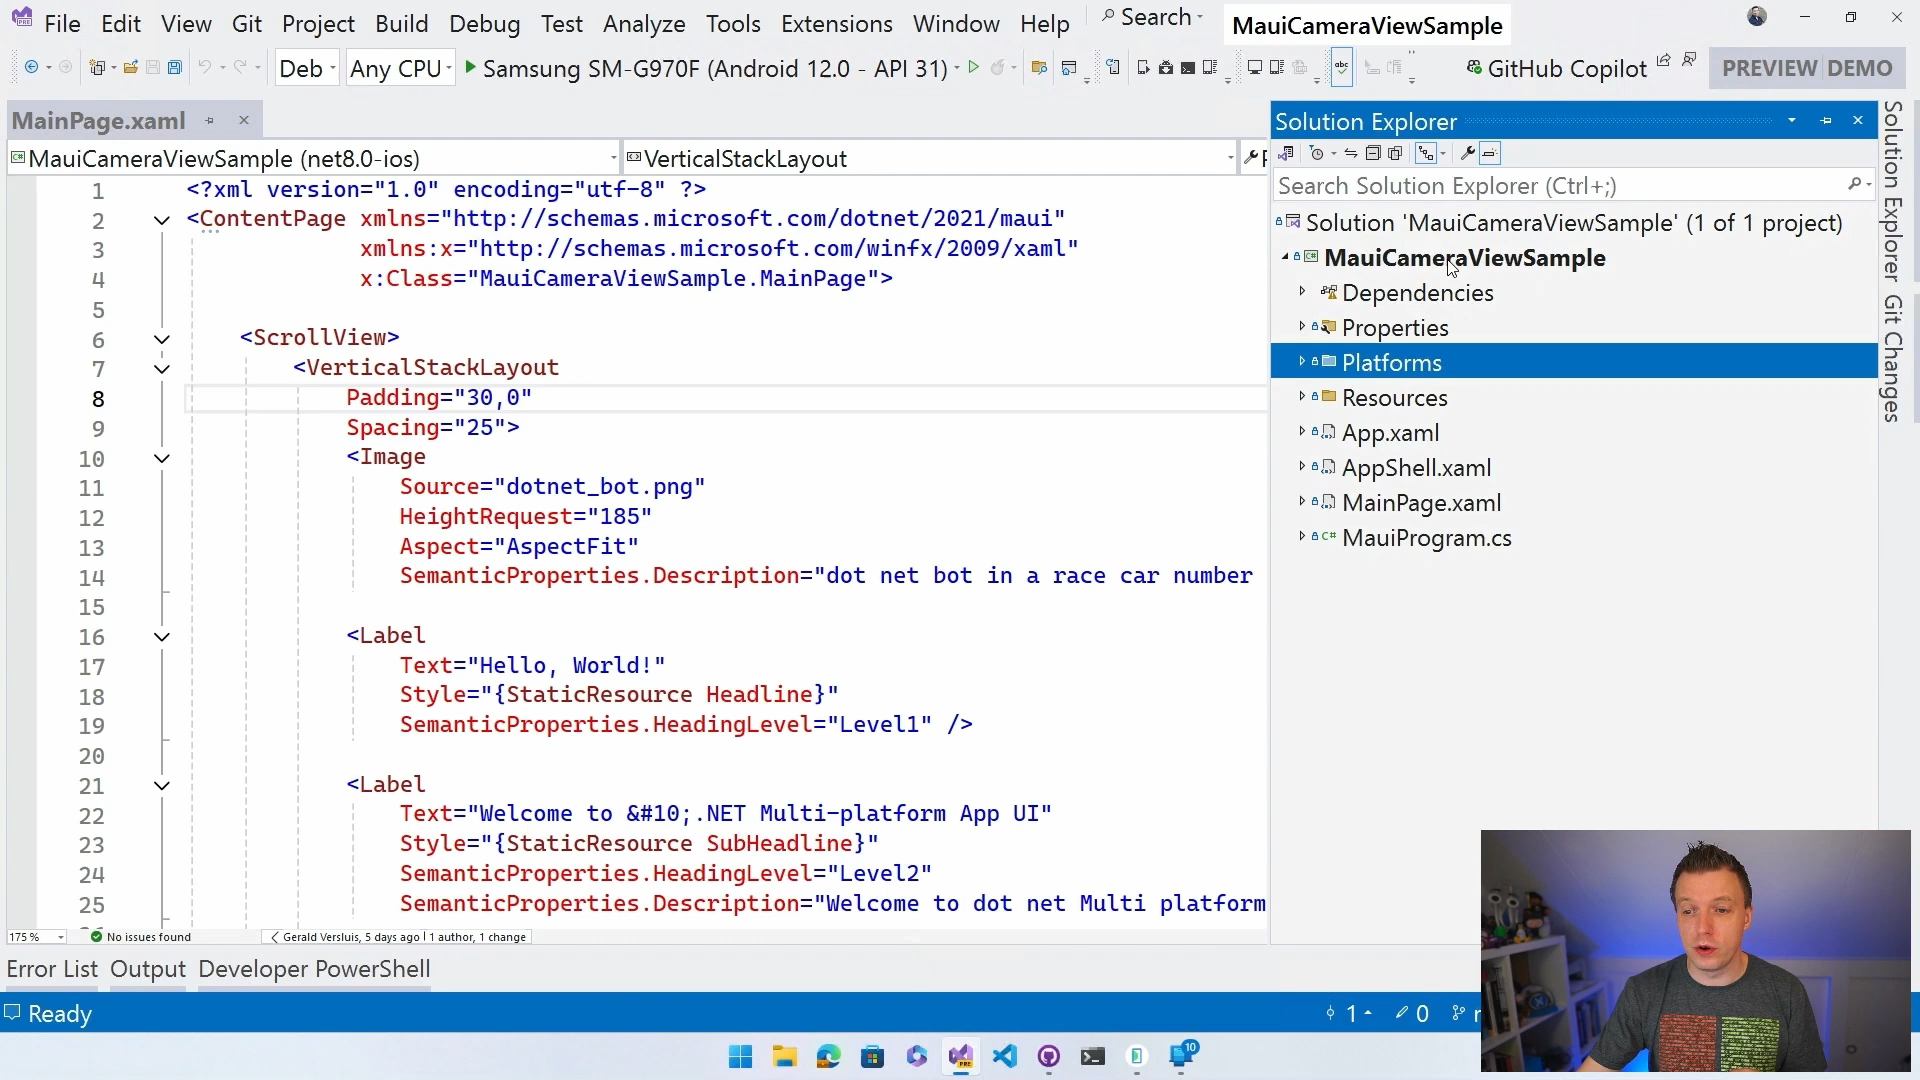 File Edit View Git Project Build Debug Test Analyze Tools Extensions Window Help Search MauiCameraViewSample
Deb Any CPU Samsung SM-G970F (Android 12.0 - API 31) GitHub Copilot PREVIEW DEMO
MainPage.xaml
MauiCameraViewSample (net8.0-ios) VerticalStackLayout
1 <?xml version="1.0" encoding="utf-8" ?>
2 <ContentPage xmlns="http://schemas.microsoft.com/dotnet/2021/maui"
3 xmlns:x="http://schemas.microsoft.com/winfx/2009/xaml"
4 x:Class="MauiCameraViewSample.MainPage">
5
6 <ScrollView>
7 <VerticalStackLayout
8 Padding="30,0"
9 Spacing="25">
10 <Image
11 Source="dotnet_bot.png"
12 HeightRequest="185"
13 Aspect="AspectFit"
14 SemanticProperties.Description="dot net bot in a race car number
15
16 <Label
17 Text="Hello, World!"
18 Style="{StaticResource Headline}"
19 SemanticProperties.HeadingLevel="Level1" />
20
21 <Label
22 Text="Welcome to &#10;.NET Multi-platform App UI"
23 Style="{StaticResource SubHeadline}"
24 SemanticProperties.HeadingLevel="Level2"
25 SemanticProperties.Description="Welcome to dot net Multi platform
175 % No issues found Gerald Versluis, 5 days ago | 1 author, 1 change
Solution Explorer
Search Solution Explorer (Ctrl+;)
Solution 'MauiCameraViewSample' (1 of 1 project)
MauiCameraViewSample
Dependencies
Properties
Platforms
Resources
App.xaml
AppShell.xaml
MainPage.xaml
MauiProgram.cs
Solution Explorer
Git Changes
Error List Output Developer PowerShell
Ready 1 0
10